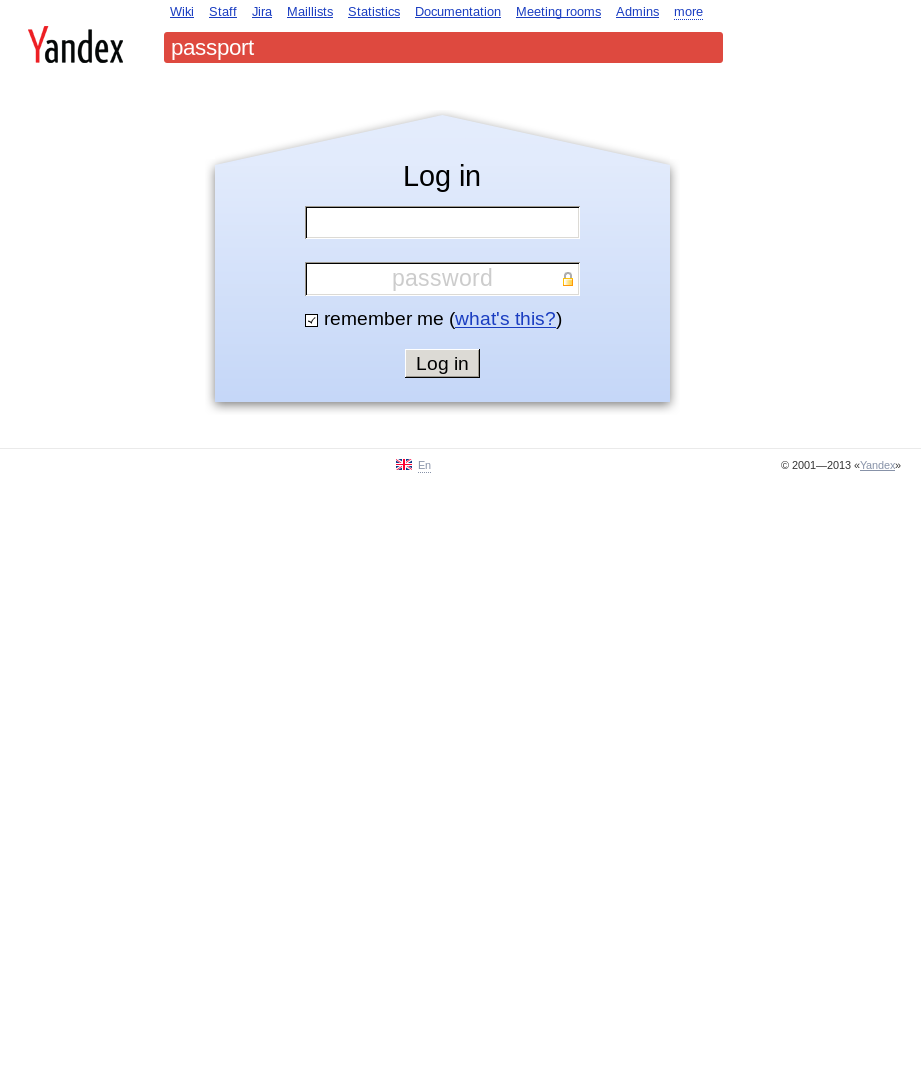 Wiki Staff Jira Maillists Statistics Documentation Meeting rooms Admins more
Yandex
passport
Log in
password
remember me (what's this?)
Log in
En
© 2001—2013 «Yandex»